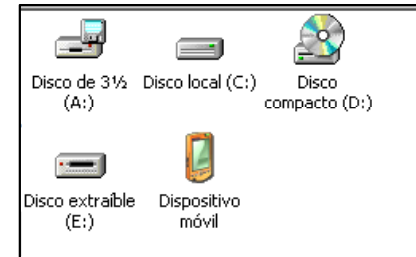 Disco de 3½ (A:)
Disco local (C:)
Disco compacto (D:)
Disco extraíble (E:)
Dispositivo móvil